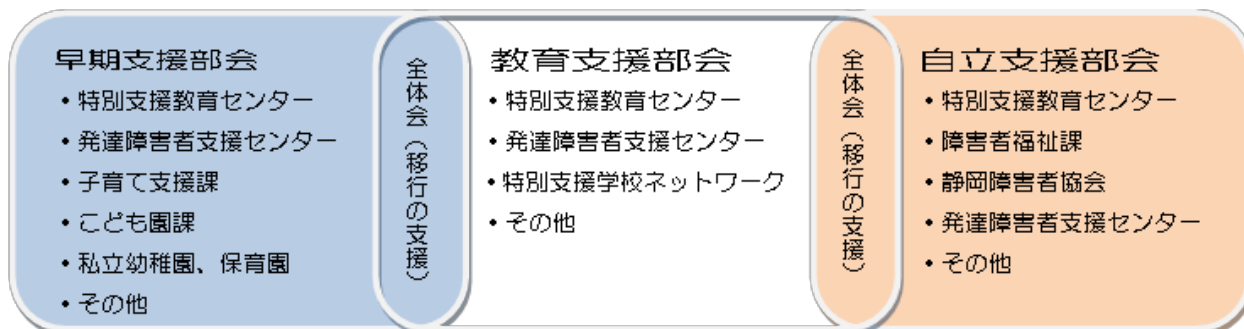 早期支援部会
・特別支援教育センター
・発達障害者支援センター
・子育て支援課
・こども園課
・私立幼稚園、保育園
・その他
全体会(移行の支援)
教育支援部会
・特別支援教育センター
・発達障害者支援センター
・特別支援学校ネットワーク
・その他
全体会(移行の支援)
自立支援部会
・特別支援教育センター
・障害者福祉課
・静岡障害者協会
・発達障害者支援センター
・その他